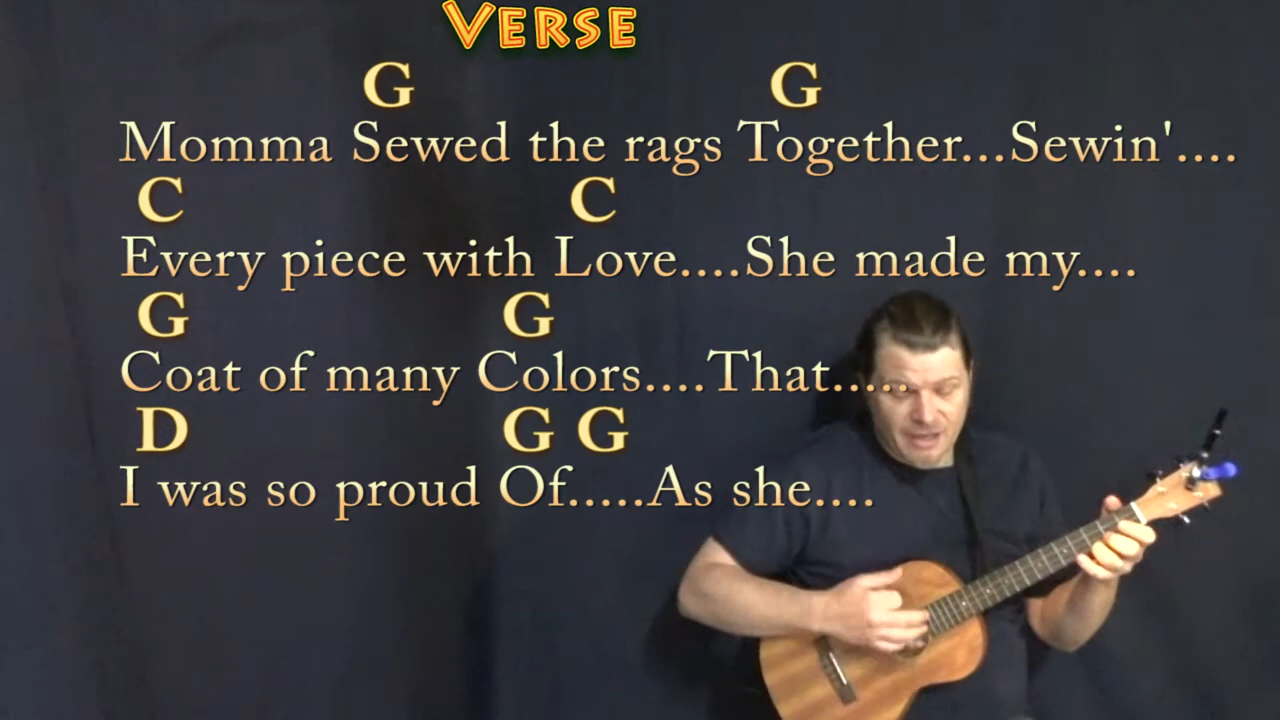 VERSE
G G
Momma Sewed the rags Together...Sewin'....
C C
Every piece with Love....She made my....
G G
Coat of many Colors....That.....
D G G
I was so proud Of.....As she....